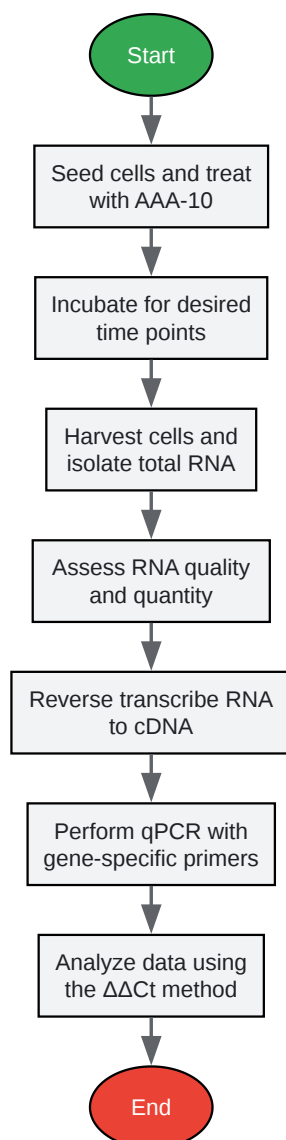 Start
Seed cells and treat
with AAA-10
Incubate for desired
time points
Harvest cells and
isolate total RNA
Assess RNA quality
and quantity
Reverse transcribe RNA
to cDNA
Perform qPCR with
gene-specific primers
Analyze data using
the ΔΔCt method
End